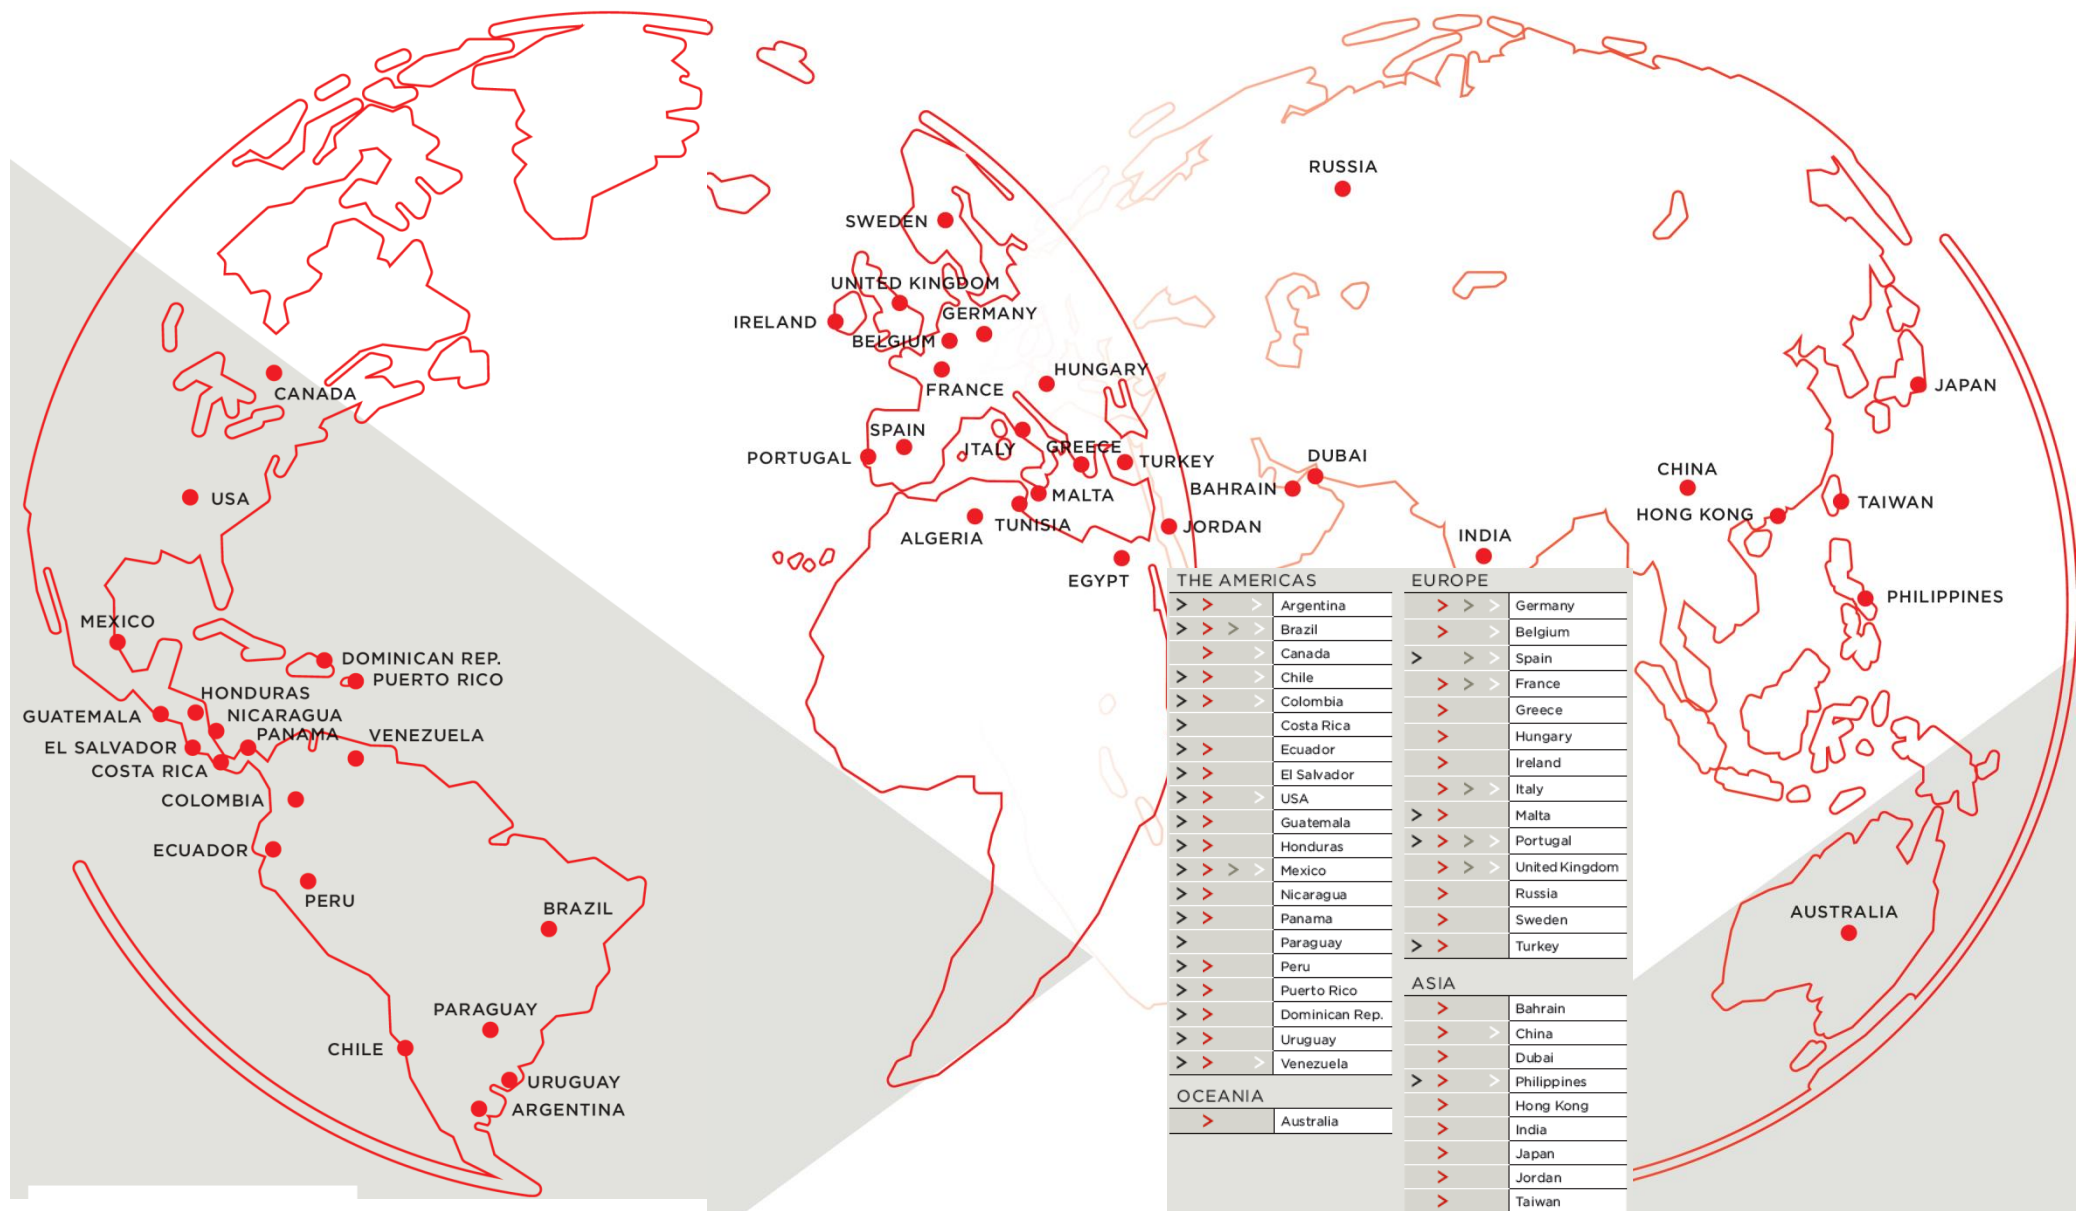 RUSSIA
SWEDEN
UNITED KINGDOM
IRELAND
GERMANY
BELGIUM
FRANCE
HUNGARY
CANADA
JAPAN
SPAIN
ITALY
GREECE
PORTUGAL
TURKEY
DUBAI
BAHRAIN
CHINA
USA
MALTA
TAIWAN
HONG KONG
TUNISIA
JORDAN
ALGERIA
INDIA
EGYPT
PHILIPPINES
MEXICO
DOMINICAN REP.
PUERTO RICO
HONDURAS
GUATEMALA
NICARAGUA
PANAMA
VENEZUELA
EL SALVADOR
COSTA RICA
COLOMBIA
ECUADOR
PERU
BRAZIL
AUSTRALIA
PARAGUAY
CHILE
URUGUAY
ARGENTINA
THE AMERICAS
> > > Argentina
> > > > Brazil
> > Canada
> > > Chile
> > > Colombia
> Costa Rica
> > Ecuador
> > El Salvador
> > > USA
> > Guatemala
> > Honduras
> > > > Mexico
> > Nicaragua
> > Panama
> Paraguay
> > Peru
> > Puerto Rico
> > Dominican Rep.
> > Uruguay
> > > Venezuela
OCEANIA
> Australia
EUROPE
> > > Germany
> > Belgium
> > > Spain
> > > France
> Greece
> Hungary
> Ireland
> > > Italy
> > Malta
> > > > Portugal
> > > United Kingdom
> Russia
> Sweden
> > Turkey
ASIA
> Bahrain
> > China
> Dubai
> > > Philippines
> Hong Kong
> India
> Japan
> Jordan
> Taiwan